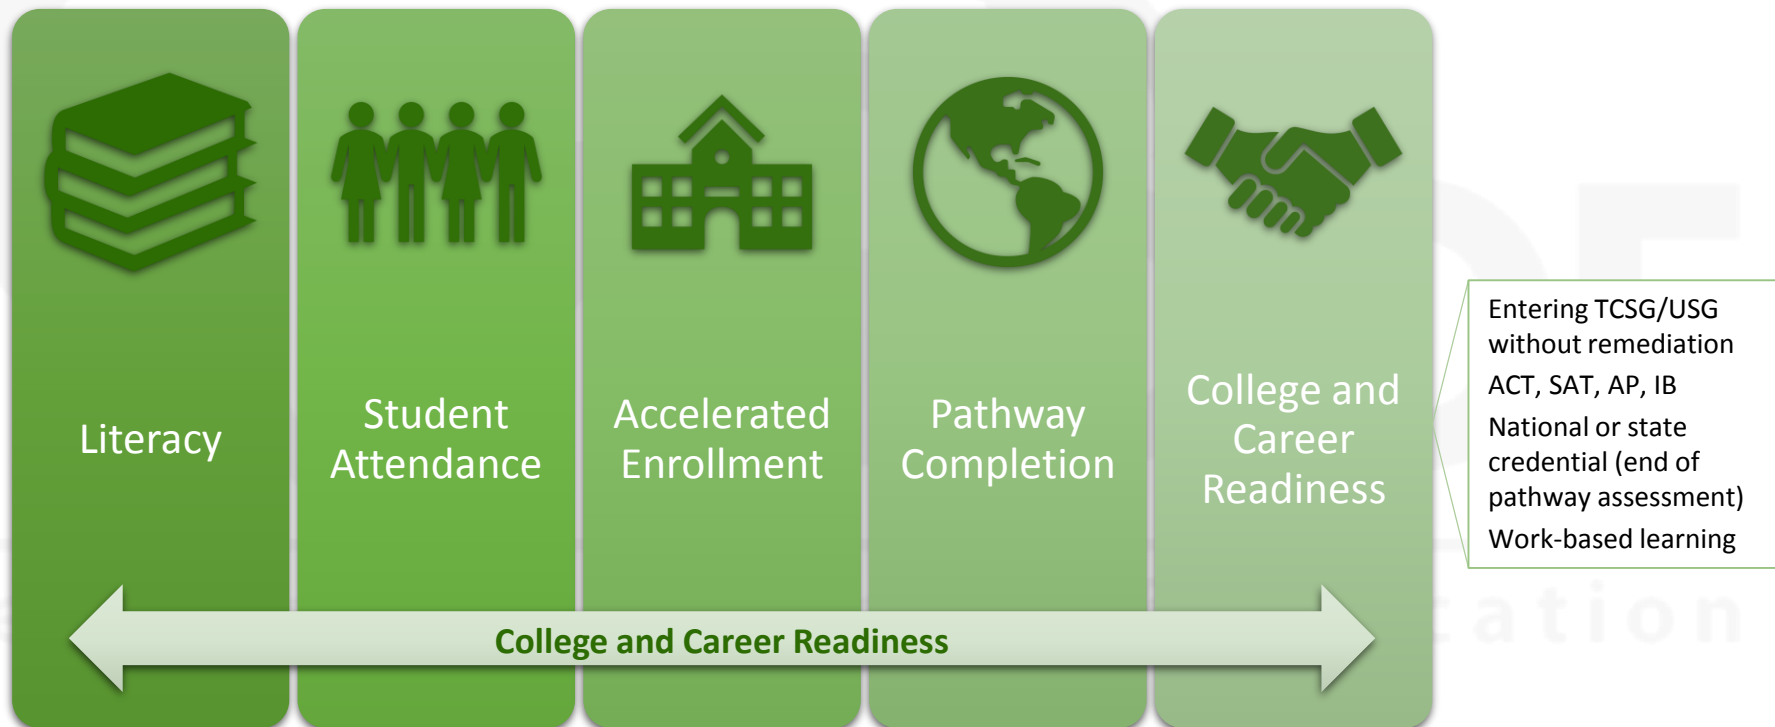 Literacy
Student
Attendance
Accelerated
Enrollment
Pathway
Completion
College and
Career
Readiness
Entering TCSG/USG
without remediation
ACT, SAT, AP, IB
National or state
credential (end of
pathway assessment)
Work-based learning
College and Career Readiness